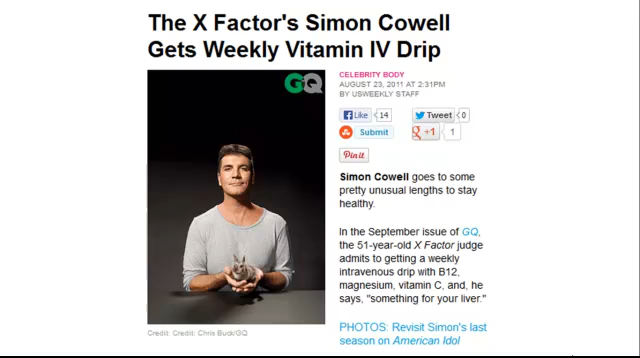 The X Factor's Simon Cowell
Gets Weekly Vitamin IV Drip
GQ
CELEBRITY BODY
AUGUST 23, 2011 AT 2:31PM
BY USWEEKLY STAFF
Like 14
Tweet 0
Submit
+1 1
Pin it
Simon Cowell goes to some
pretty unusual lengths to stay
healthy.
In the September issue of GQ,
the 51-year-old X Factor judge
admits to getting a weekly
intravenous drip with B12,
magnesium, vitamin C, and, he
says, "something for your liver."
PHOTOS: Revisit Simon's last
season on American Idol
Credit: Credit: Chris Buck/GQ